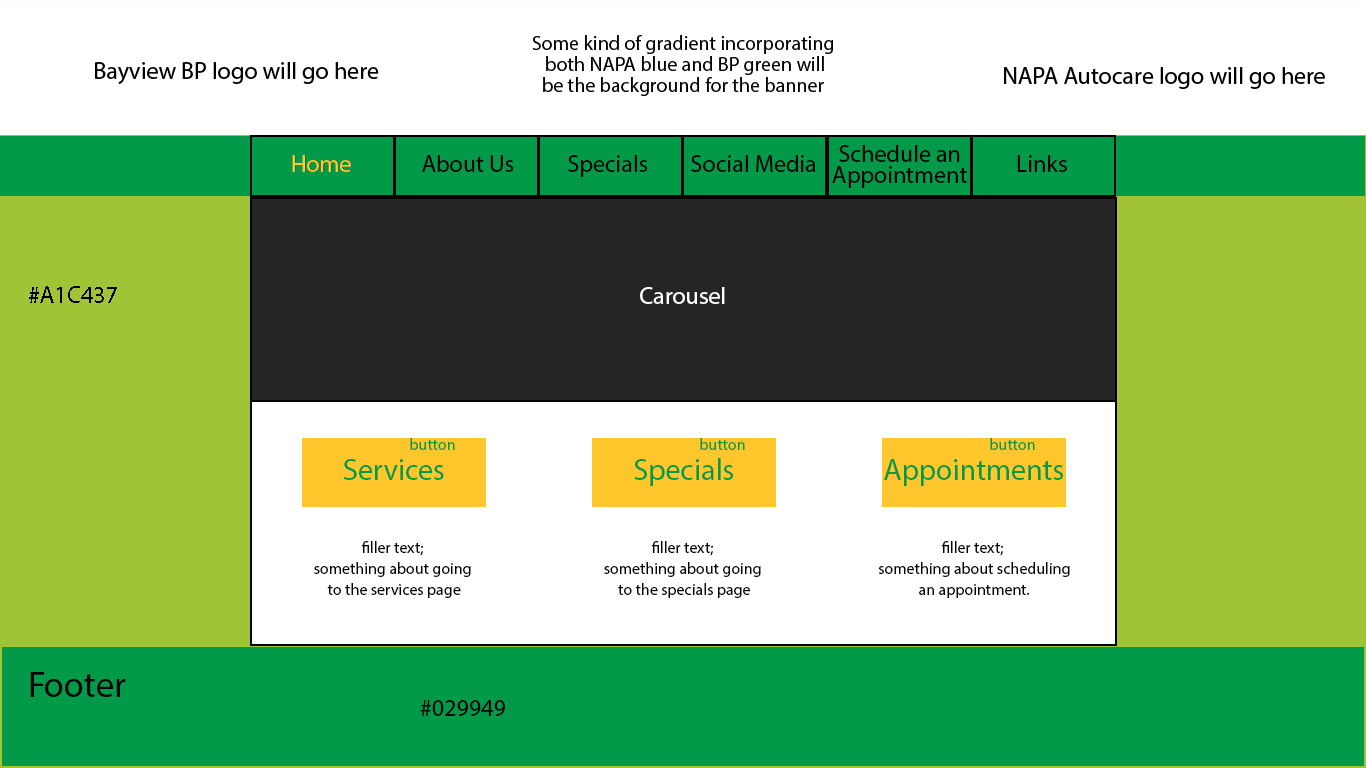 Bayview BP logo will go here
Some kind of gradient incorporating
both NAPA blue and BP green will
be the background for the banner
NAPA Autocare logo will go here
Home
About Us
Specials
Social Media
Schedule an
Appointment
Links
#A1C437
Carousel
button
Services
button
Specials
button
Appointments
filler text;
something about going
to the services page
filler text;
something about going
to the specials page
filler text;
something about scheduling
an appointment.
Footer
#029949